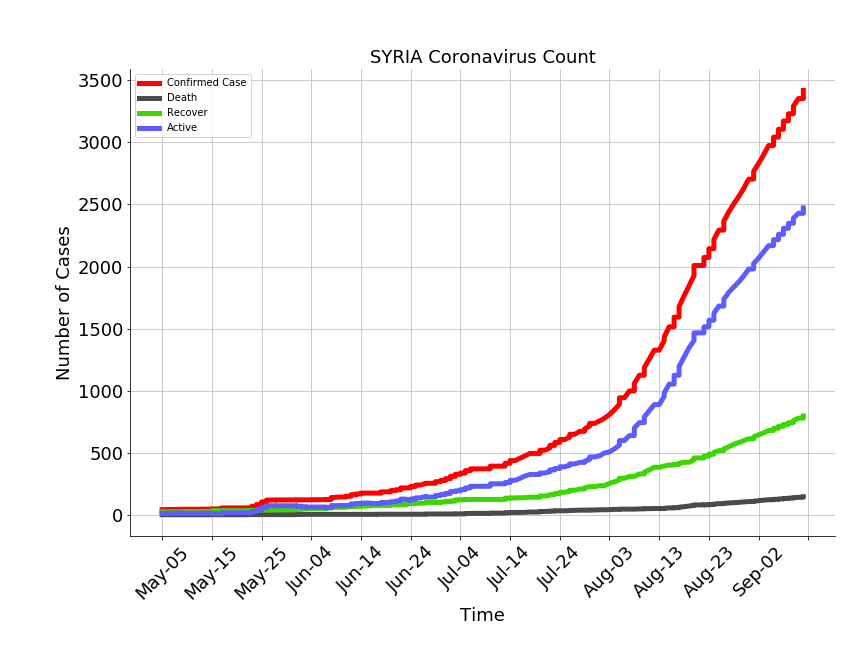 SYRIA Coronavirus Count
Confirmed Case
Death
Recover
Active
3500
3000
2500
2000
1500
1000
500
0
Number of Cases
May-05
May-15
May-25
Jun-04
Jun-14
Jun-24
Jul-04
Jul-14
Jul-24
Aug-03
Aug-13
Aug-23
Sep-02
Time